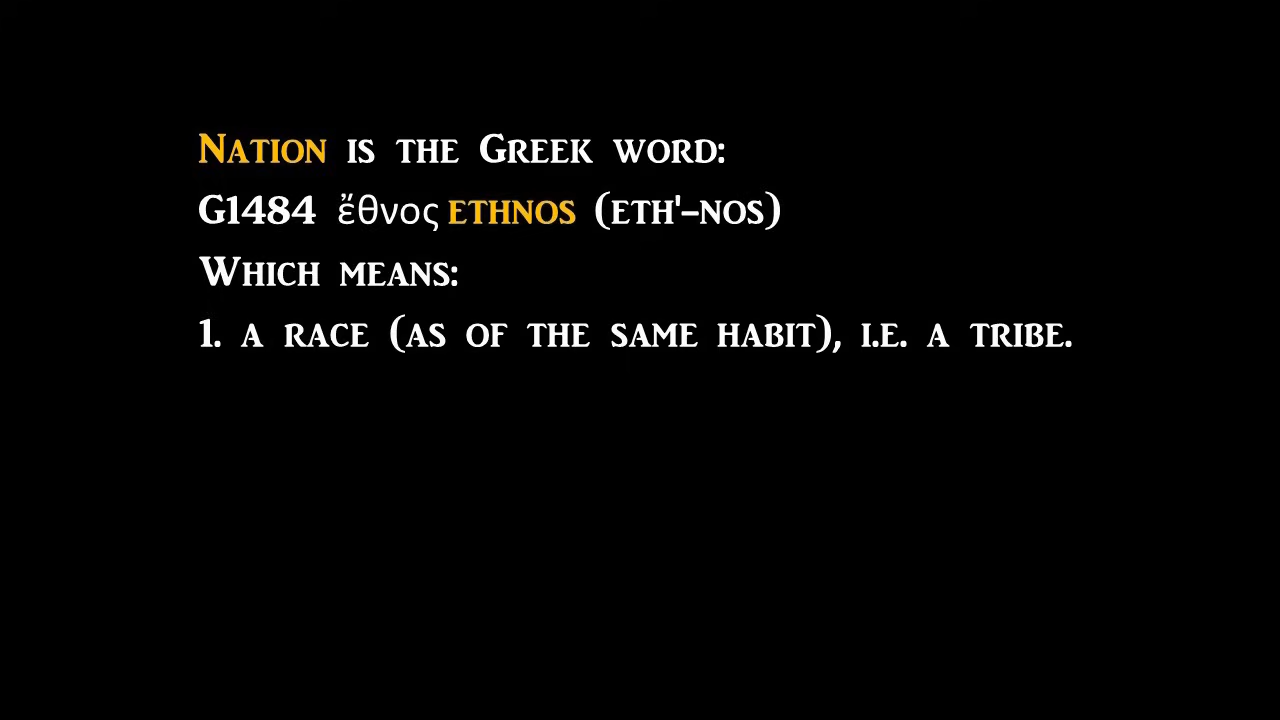 Nation is the Greek word:
G1484 ἔθνος ethnos (eth'-nos)
Which means:
1. a race (as of the same habit), i.e. a tribe.